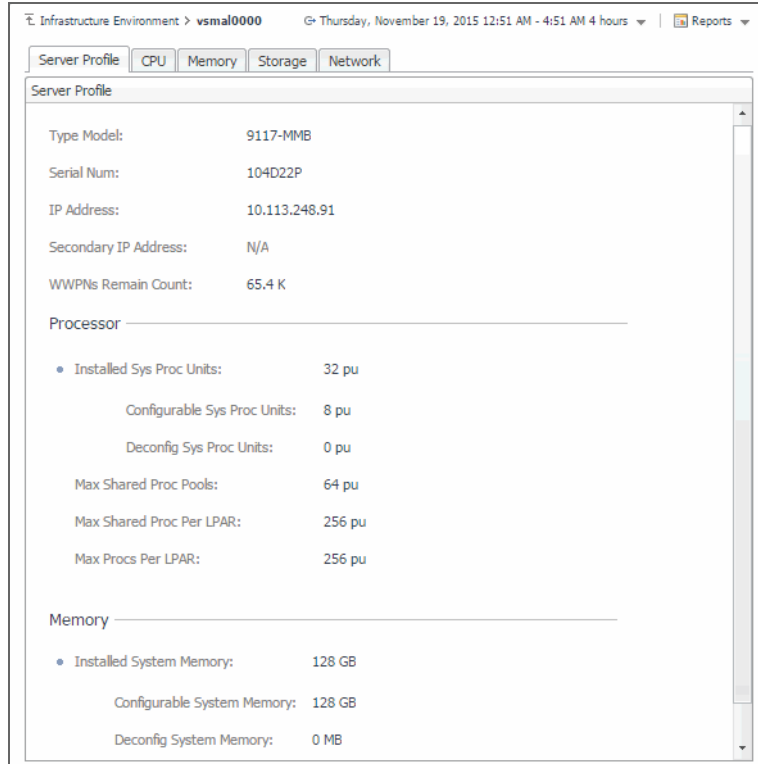 Infrastructure Environment > vsmal0000 Thursday, November 19, 2015 12:51 AM - 4:51 AM 4 hours | Reports
Server Profile CPU Memory Storage Network
Server Profile
Type Model: 9117-MMB
Serial Num: 104D22P
IP Address: 10.113.248.91
Secondary IP Address: N/A
WWPNs Remain Count: 65.4 K
Processor
Installed Sys Proc Units: 32 pu
Configurable Sys Proc Units: 8 pu
Deconfig Sys Proc Units: 0 pu
Max Shared Proc Pools: 64 pu
Max Shared Proc Per LPAR: 256 pu
Max Procs Per LPAR: 256 pu
Memory
Installed System Memory: 128 GB
Configurable System Memory: 128 GB
Deconfig System Memory: 0 MB